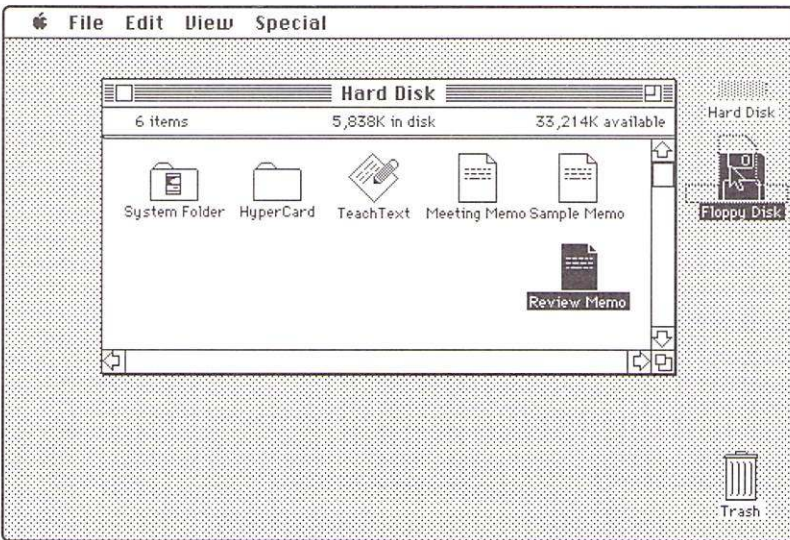 File Edit View Special
Hard Disk
6 items 5,838K in disk 33,214K available
System Folder HyperCard TeachText Meeting Memo Sample Memo
Review Memo
Hard Disk
Floppy Disk
Trash